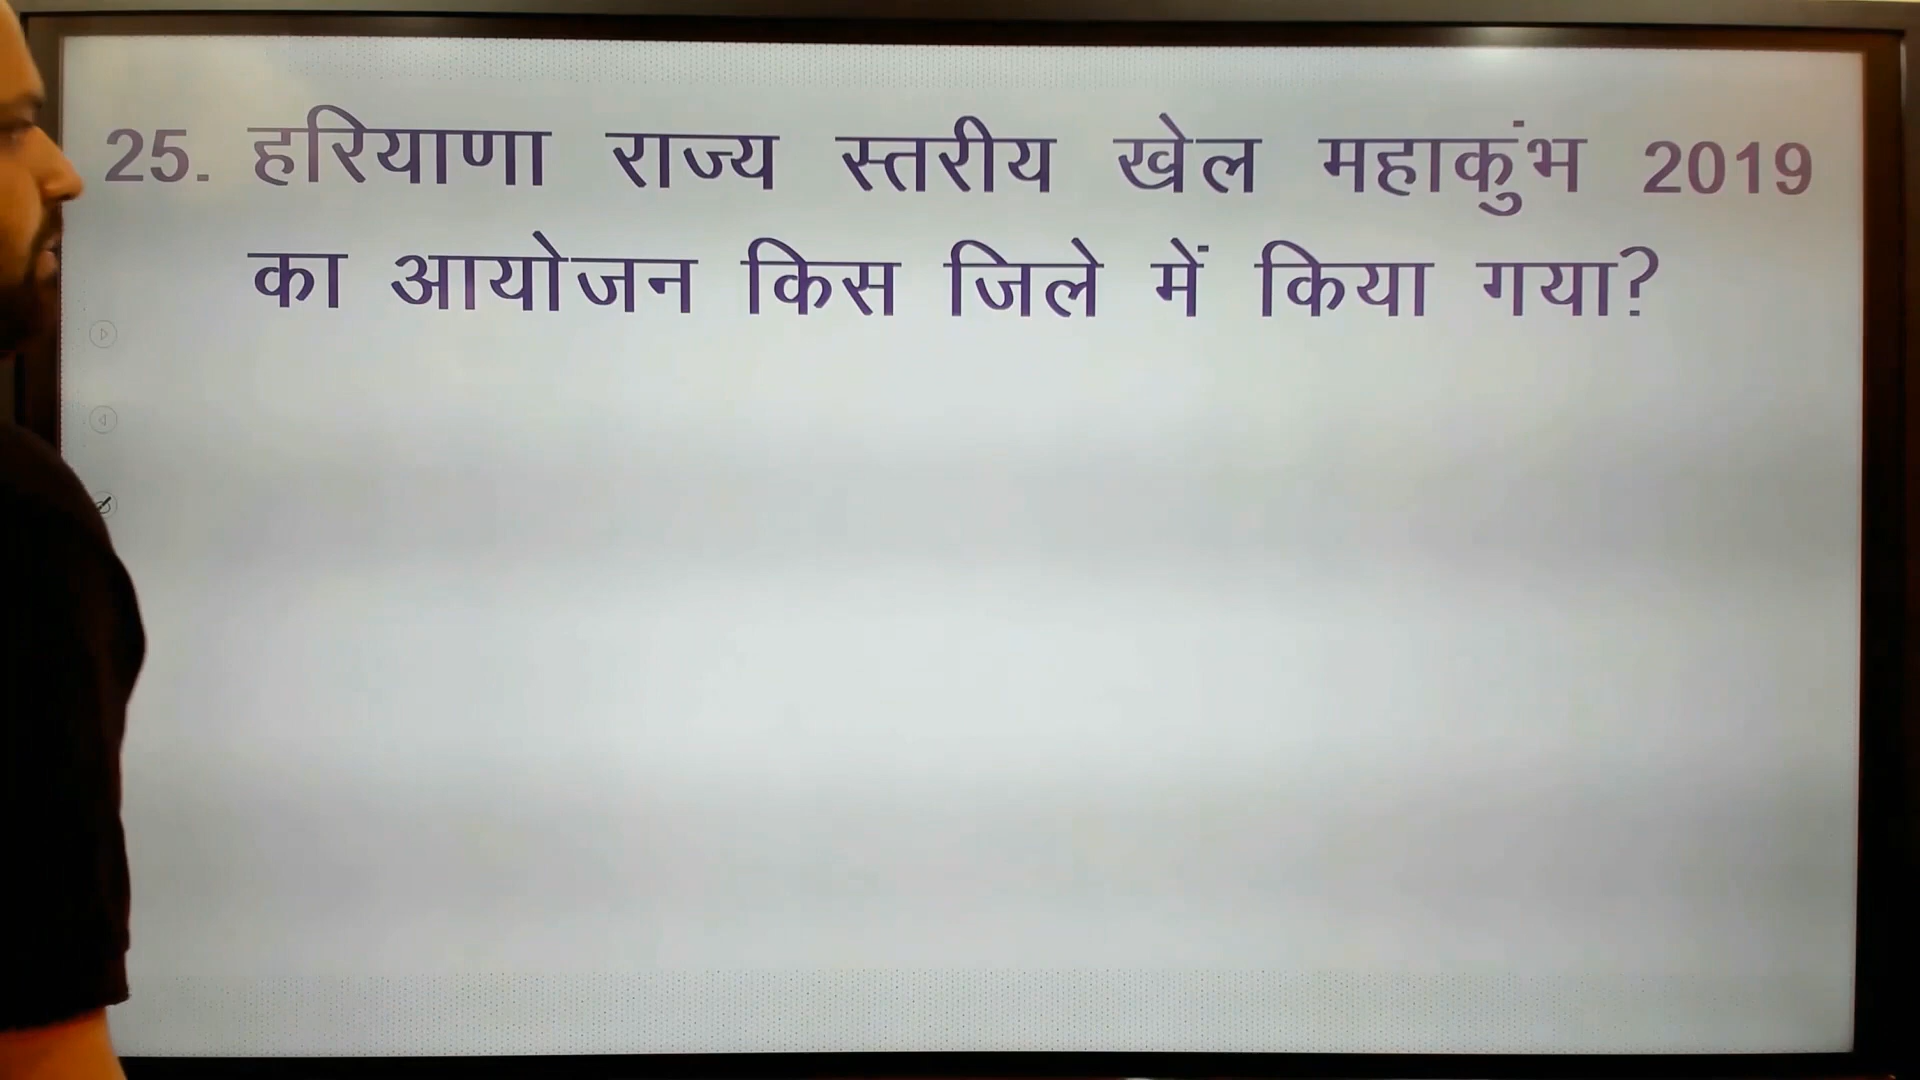 25. हरियाणा राज्य स्तरीय खेल महाकुंभ 2019
का आयोजन किस जिले में किया गया?